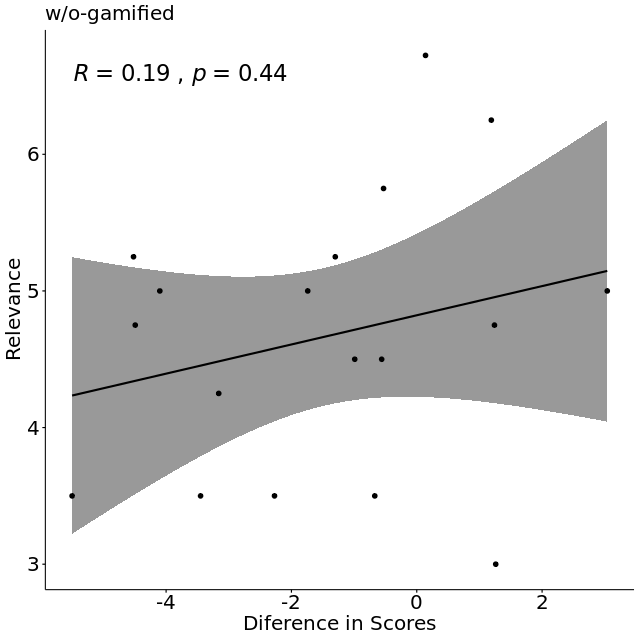 w/o-gamified
R = 0.19 , p = 0.44
6
5
4
3
Relevance
-4 -2 0 2
Diference in Scores